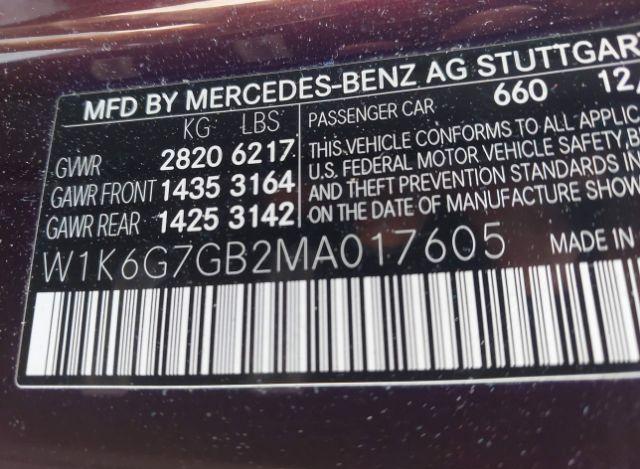 MFD BY MERCEDES-BENZ AG STUTTGART
KG LBS
GVWR 2820 6217
GAWR FRONT 1435 3164
GAWR REAR 1425 3142
PASSENGER CAR 660 12
THIS VEHICLE CONFORMS TO ALL APPLIC
U.S. FEDERAL MOTOR VEHICLE SAFETY, B
AND THEFT PREVENTION STANDARDS IN
ON THE DATE OF MANUFACTURE SHOW
W1K6G7GB2MA017605 MADE IN